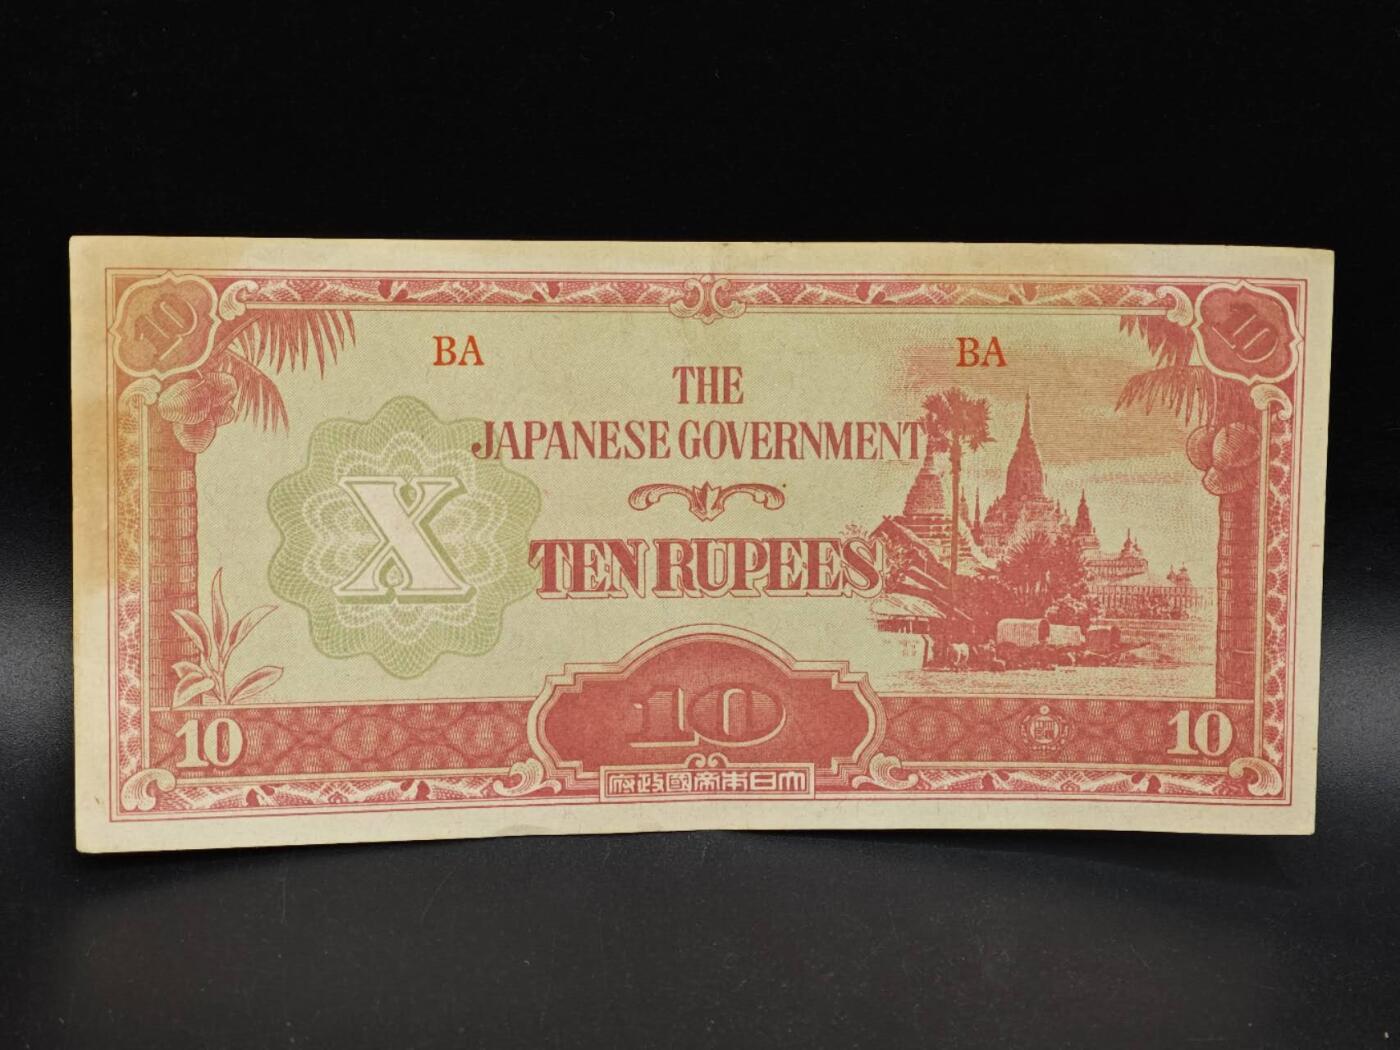 10 10
BA BA
THE
JAPANESE GOVERNMENT
X
TEN RUPEES
10 10 10
府政國帝本日大